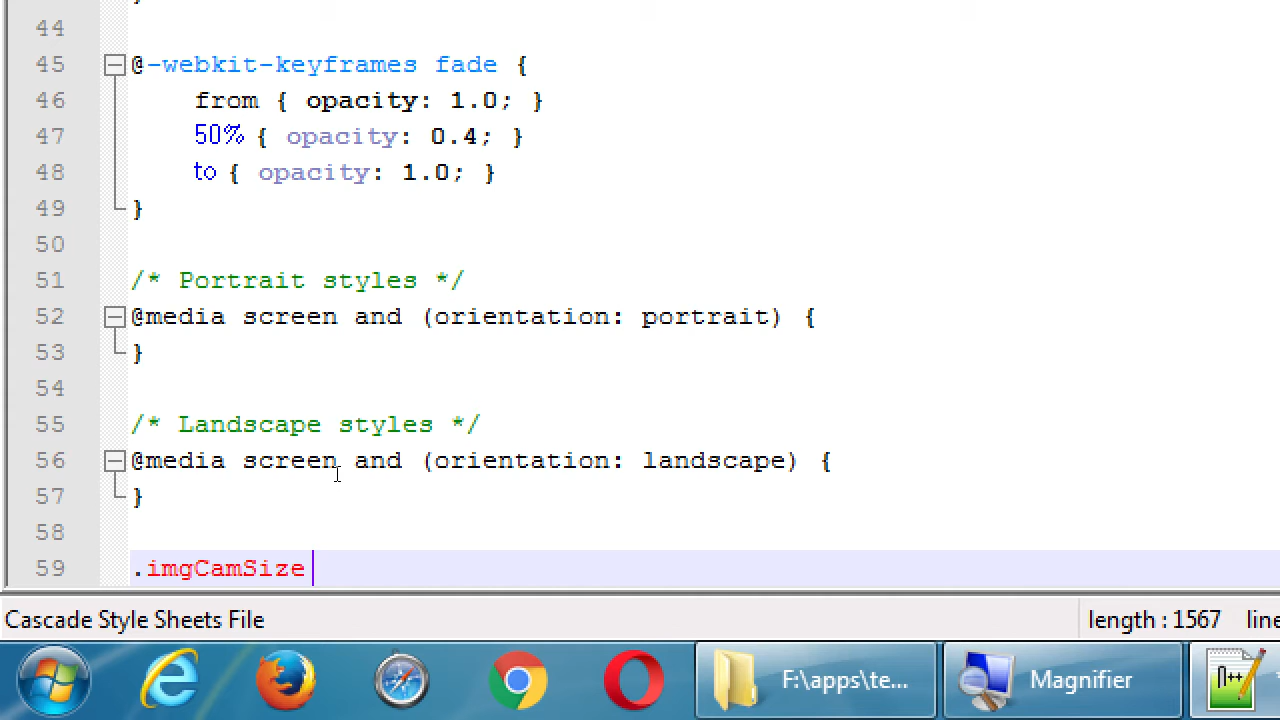 44
45 @-webkit-keyframes fade {
46 from { opacity: 1.0; }
47 50% { opacity: 0.4; }
48 to { opacity: 1.0; }
49 }
50
51 /* Portrait styles */
52 @media screen and (orientation: portrait) {
53 }
54
55 /* Landscape styles */
56 @media screen and (orientation: landscape) {
57 }
58
59 .imgCamSize
Cascade Style Sheets File length : 1567 line
F:\apps\te... Magnifier